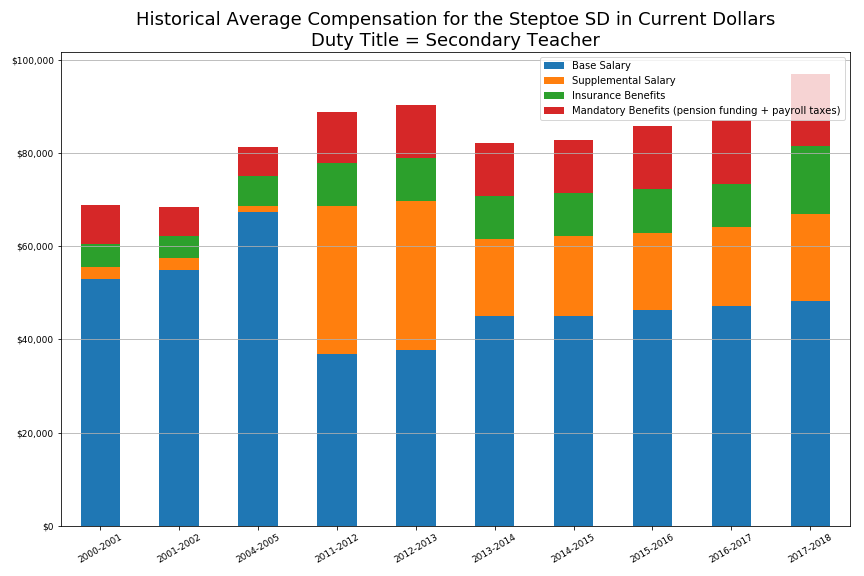 Historical Average Compensation for the Steptoe SD in Current Dollars
Duty Title = Secondary Teacher
$100,000
$80,000
$60,000
$40,000
$20,000
$0
Base Salary
Supplemental Salary
Insurance Benefits
Mandatory Benefits (pension funding + payroll taxes)
2000-2001
2001-2002
2004-2005
2011-2012
2012-2013
2013-2014
2014-2015
2015-2016
2016-2017
2017-2018